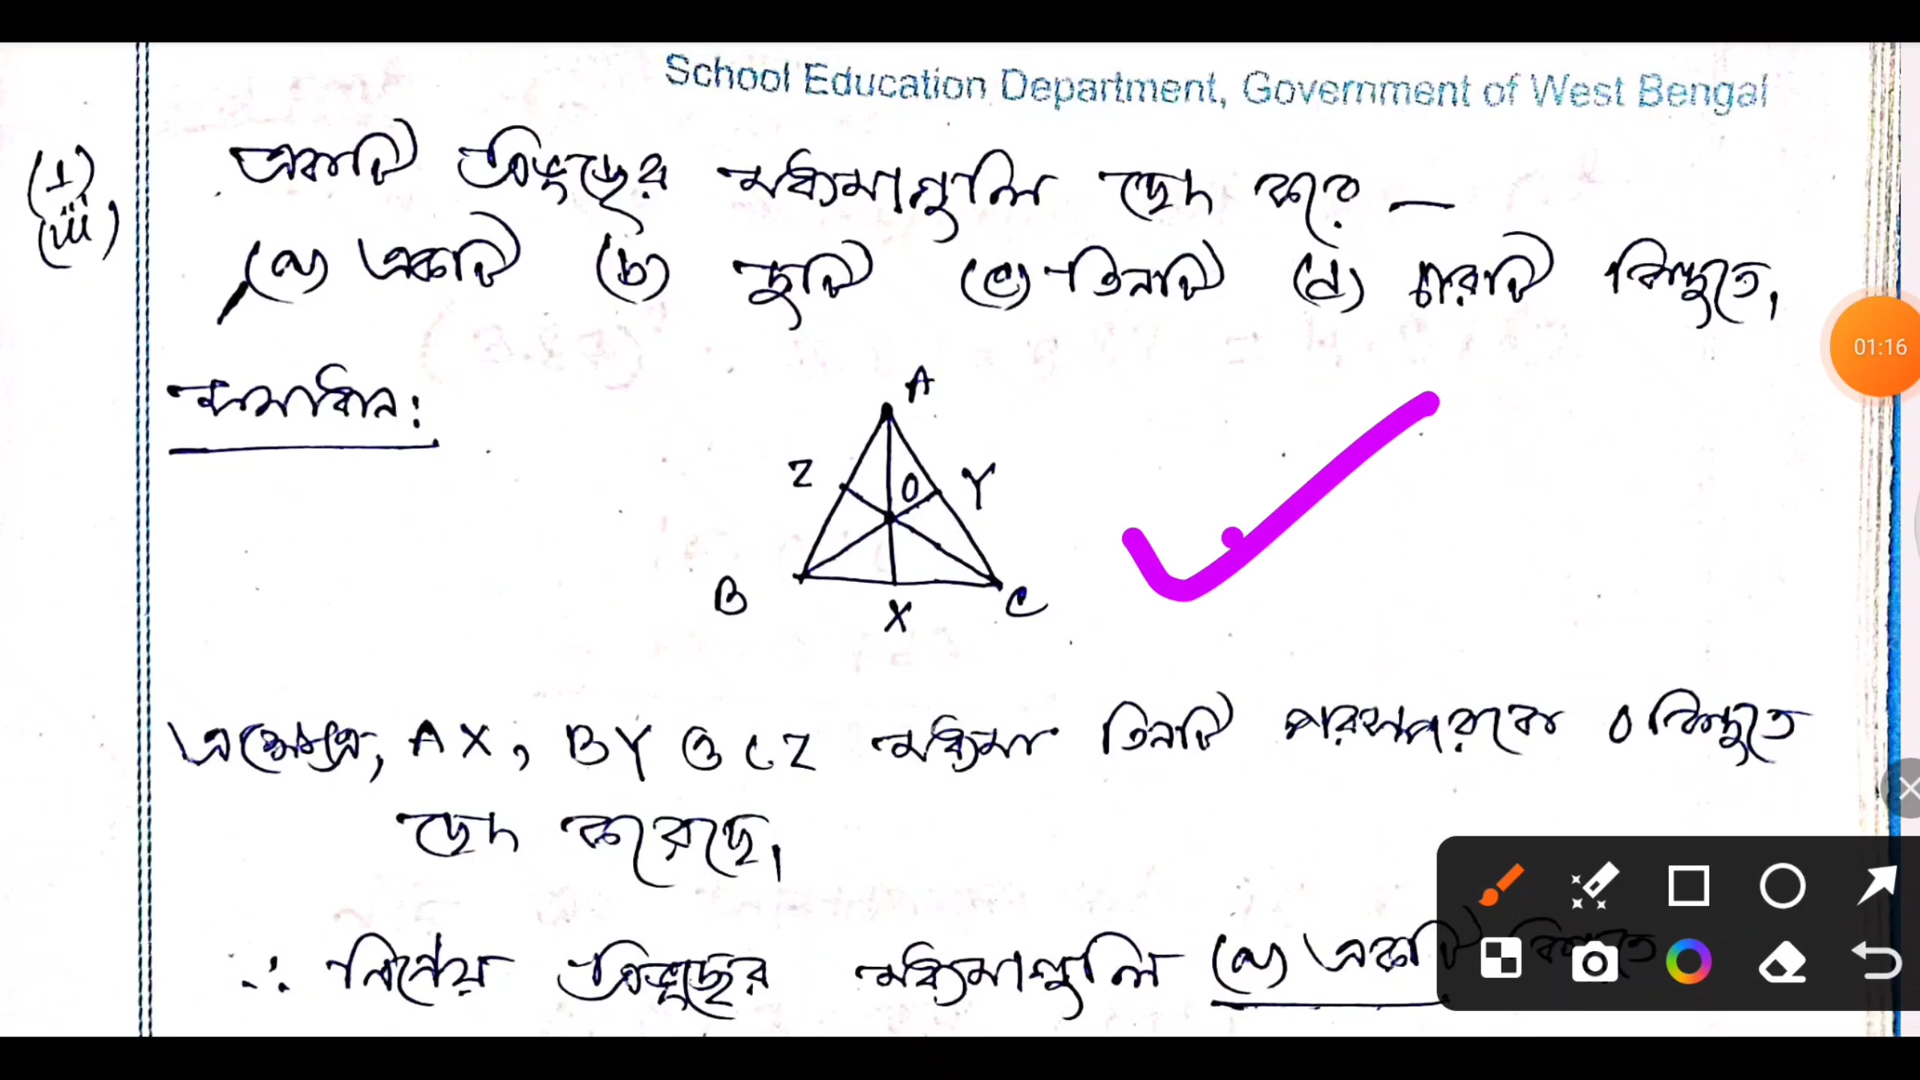 School Education Department, Government of West Bengal
(I)
একটি ত্রিভুজের মধ্যমাগুলি ছেদ করে —
(iii)
(a) একটি (b) দুটি (c) তিনটি (d) চারটি বিন্দুতে।
01:16
সমাধান:
A
Z O Y
B X C
এক্ষেত্রে, AX, BY ও CZ মধ্যমা তিনটি পরস্পরকে O বিন্দুতে
ছেদ করেছে।
∴ নির্ণেয় ত্রিভুজের মধ্যমাগুলি (a) একটি বিন্দুতে